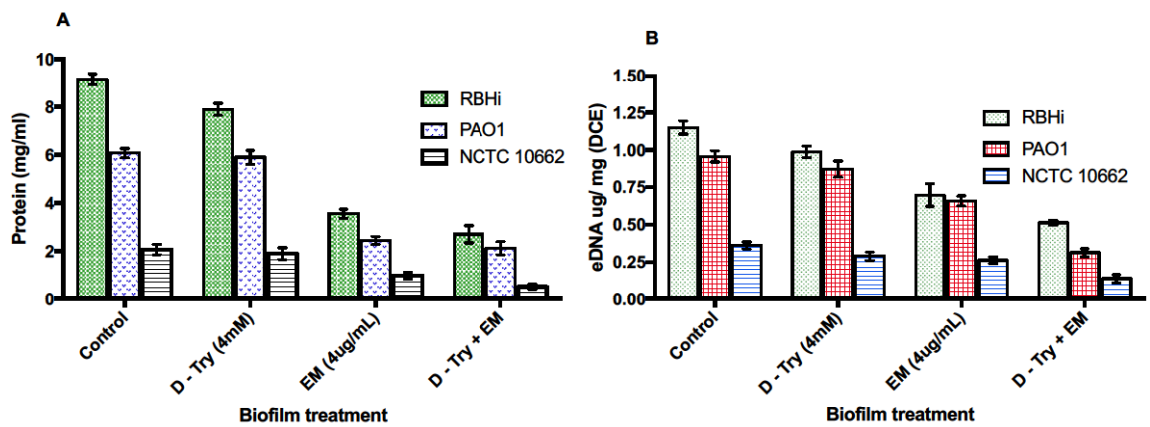 A
Protein (mg/ml)
10
8
6
4
2
0
RBHi
PAO1
NCTC 10662
Control
D - Try (4mM)
EM (4ug/mL)
D - Try + EM
Biofilm treatment
B
eDNA ug/ mg (DCE)
1.50
1.25
1.00
0.75
0.50
0.25
0.00
RBHi
PAO1
NCTC 10662
Control
D - Try (4mM)
EM (4ug/mL)
D - Try + EM
Biofilm treatment